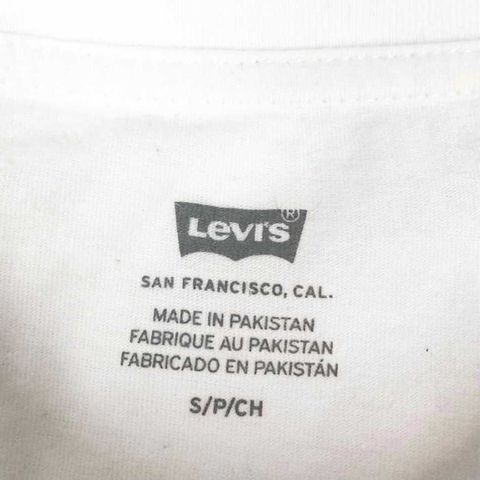 Levi's®
SAN FRANCISCO, CAL.
MADE IN PAKISTAN
FABRIQUE AU PAKISTAN
FABRICADO EN PAKISTÁN
S/P/CH